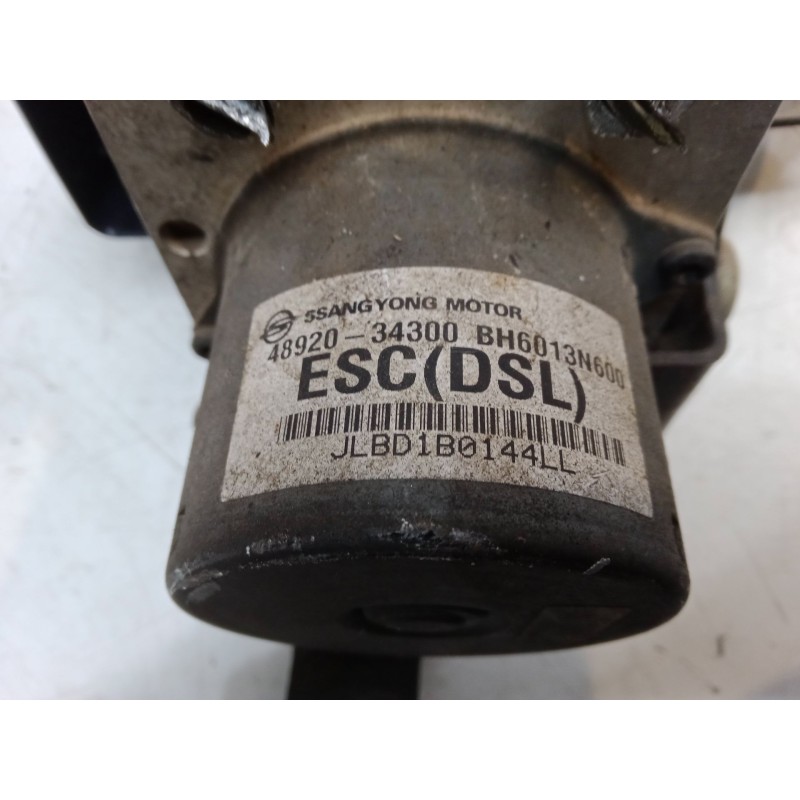 SSANGYONG MOTOR
48920-34300 BH6013N600
ESC(DSL)
JLBD1B0144LL